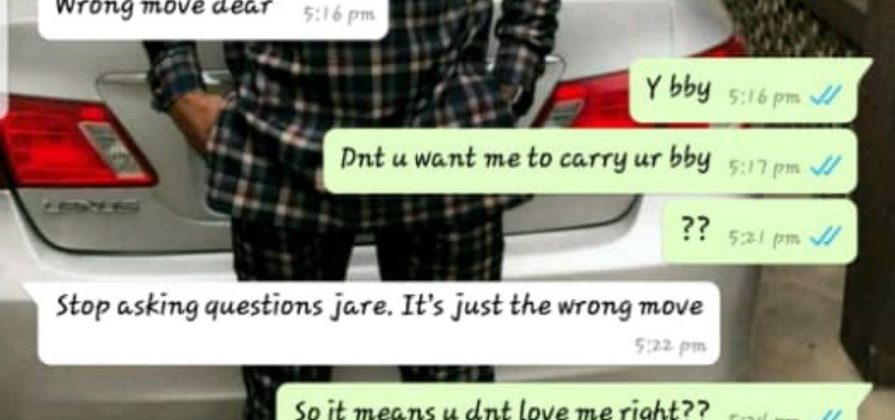 Wrong move dear 5:16 pm
Y bby 5:16 pm
Dnt u want me to carry ur bby 5:17 pm
?? 5:21 pm
LEXUS
Stop asking questions jare. It's just the wrong move
5:22 pm
So it means u dnt love me right??